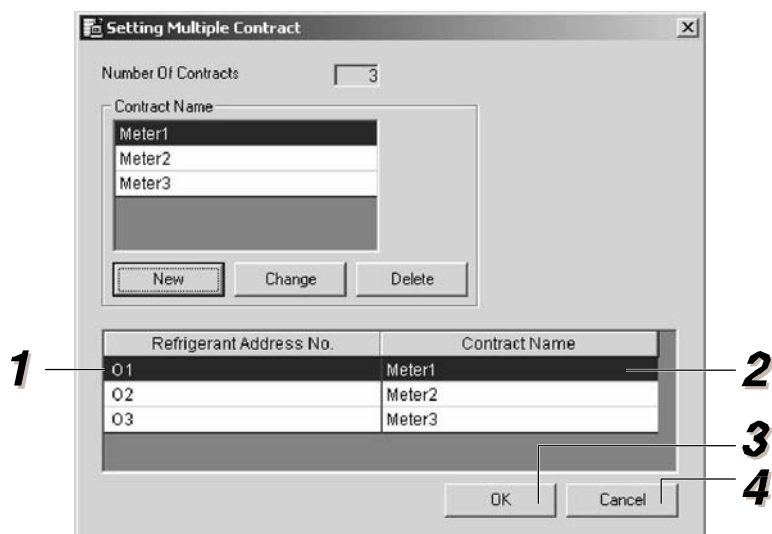 Setting Multiple Contract
Number Of Contracts 3
Contract Name
Meter1
Meter2
Meter3
New Change Delete
Refrigerant Address No. Contract Name
1 O1 Meter1 2
O2 Meter2
O3 Meter3
3
OK Cancel 4